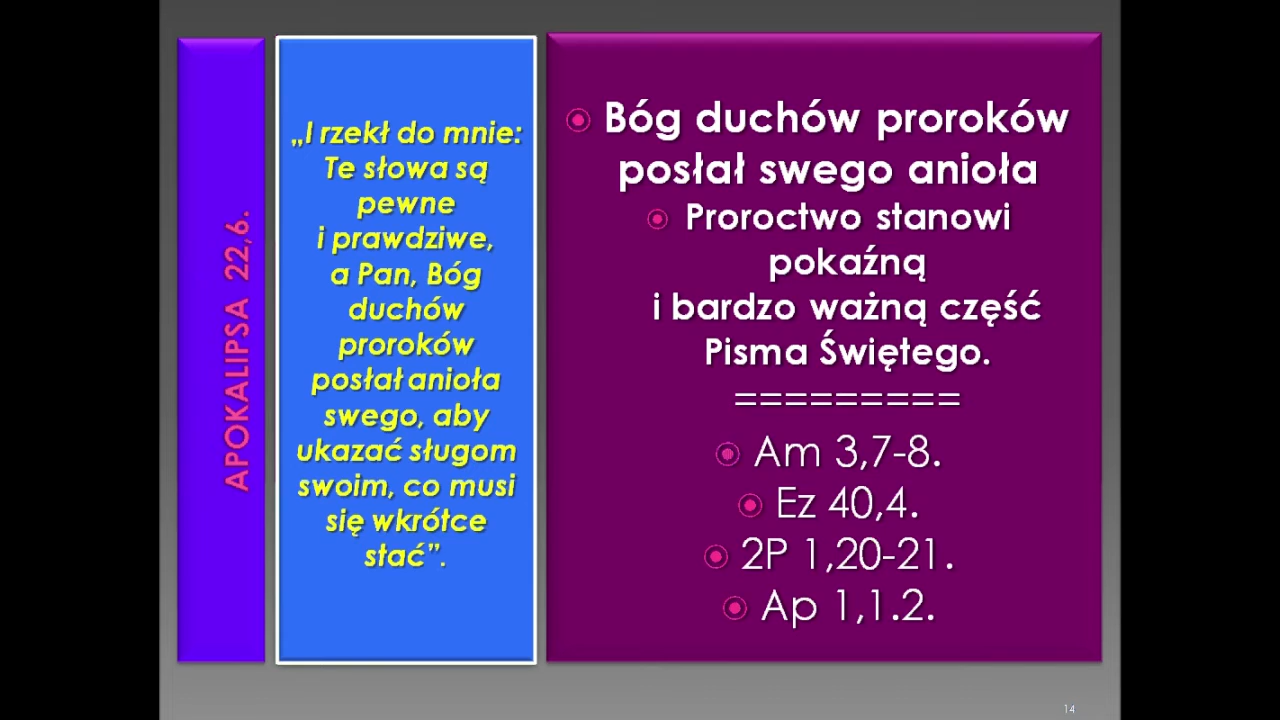 APOKALIPSA 22,6.
„I rzekł do mnie:
Te słowa są
pewne
i prawdziwe,
a Pan, Bóg
duchów
proroków
posłał anioła
swego, aby
ukazać sługom
swoim, co musi
się wkrótce
stać”.
Bóg duchów proroków
posłał swego anioła
Proroctwo stanowi
pokaźną
i bardzo ważną część
Pisma Świętego.
=========
Am 3,7-8.
Ez 40,4.
2P 1,20-21.
Ap 1,1.2.
14